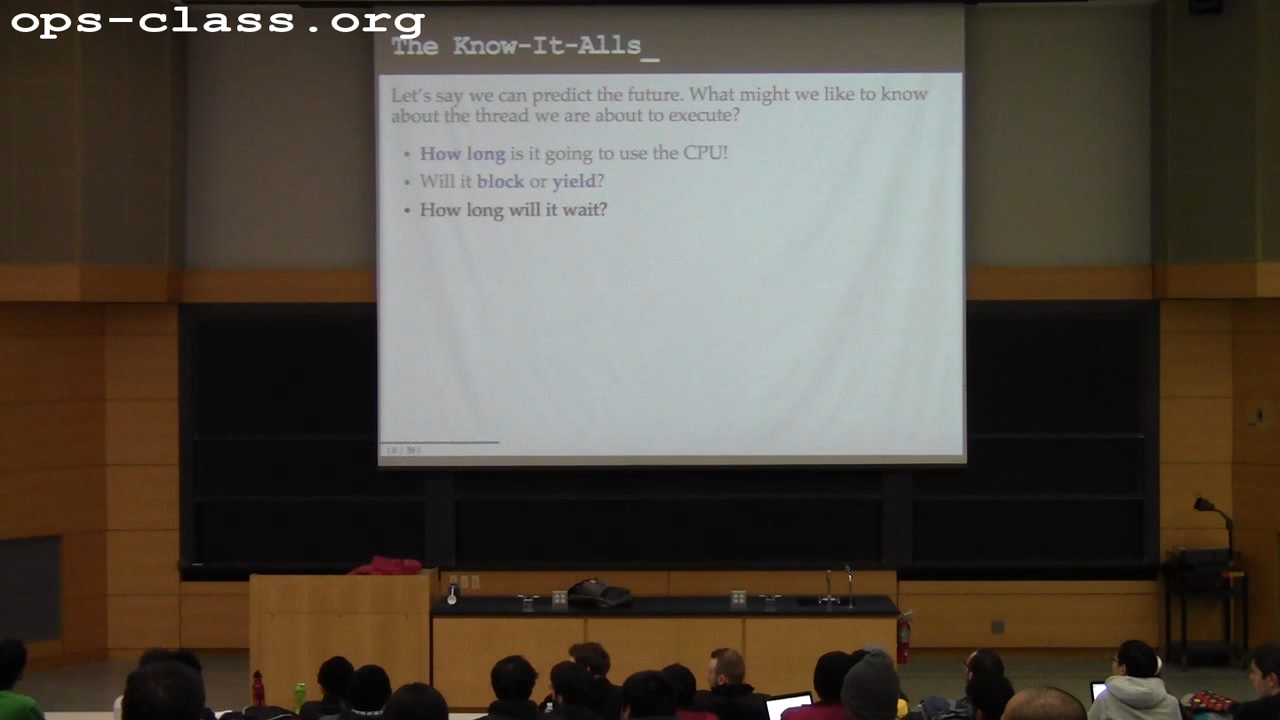 ops-class.org
The Know-It-Alls_
Let's say we can predict the future. What might we like to know
about the thread we are about to execute?
• How long is it going to use the CPU!
• Will it block or yield?
• How long will it wait?